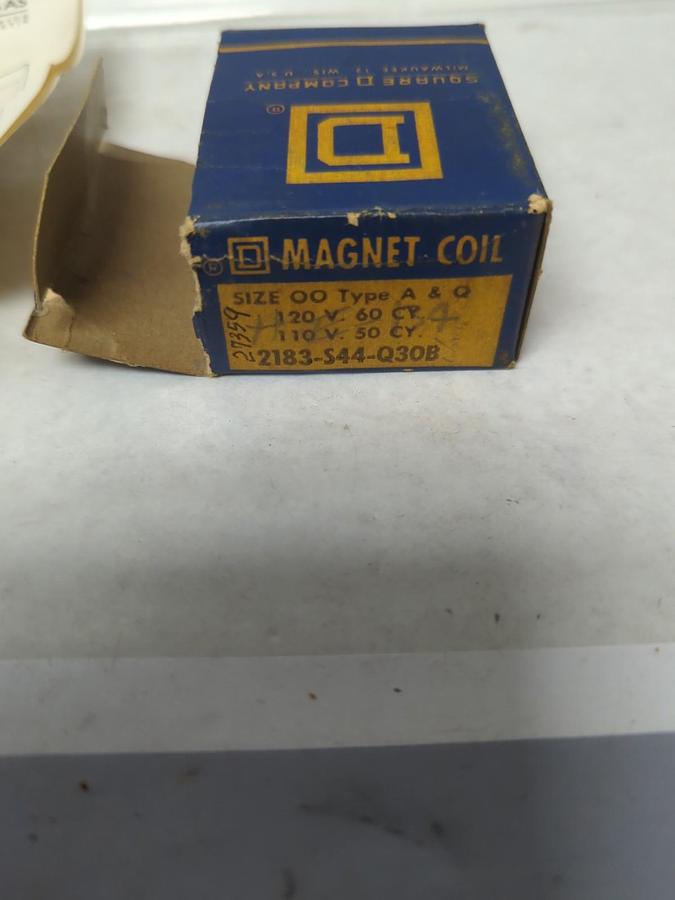 SQUARE D COMPANY
MILWAUKEE 12 WIS. U.S.A
R
D
R D MAGNET COIL
SIZE OO Type A & Q
120 V. 60 CY.
110 V. 50 CY.
2183-S44-Q30B
27359